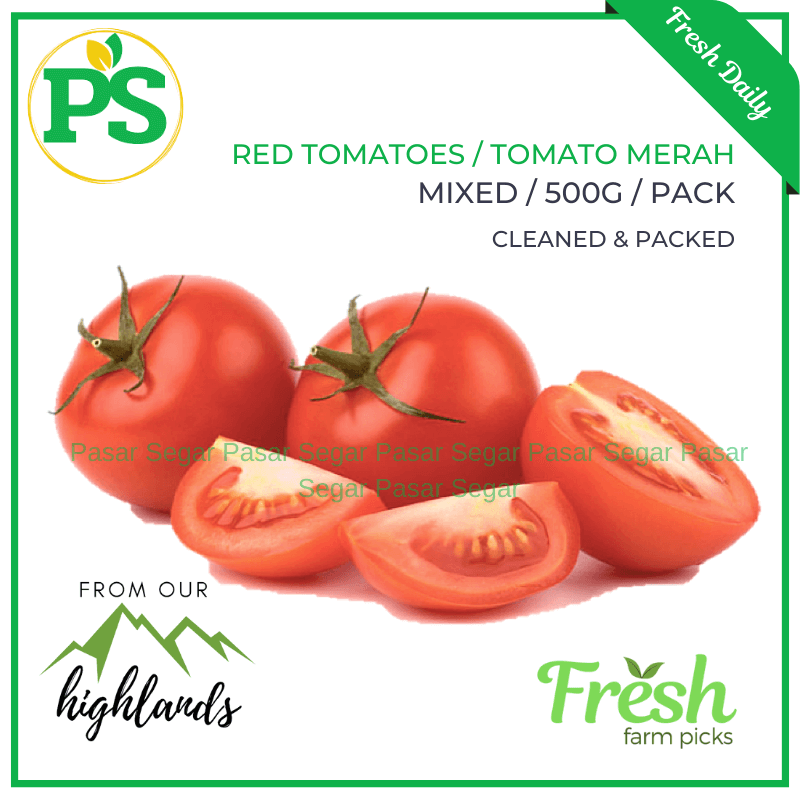 PS
Fresh Daily
RED TOMATOES / TOMATO MERAH
MIXED / 500G / PACK
CLEANED & PACKED
Pasar Segar Pasar Segar Pasar Segar Pasar Segar Pasar
Segar Pasar Segar
FROM OUR
highlands
Fresh
farm picks